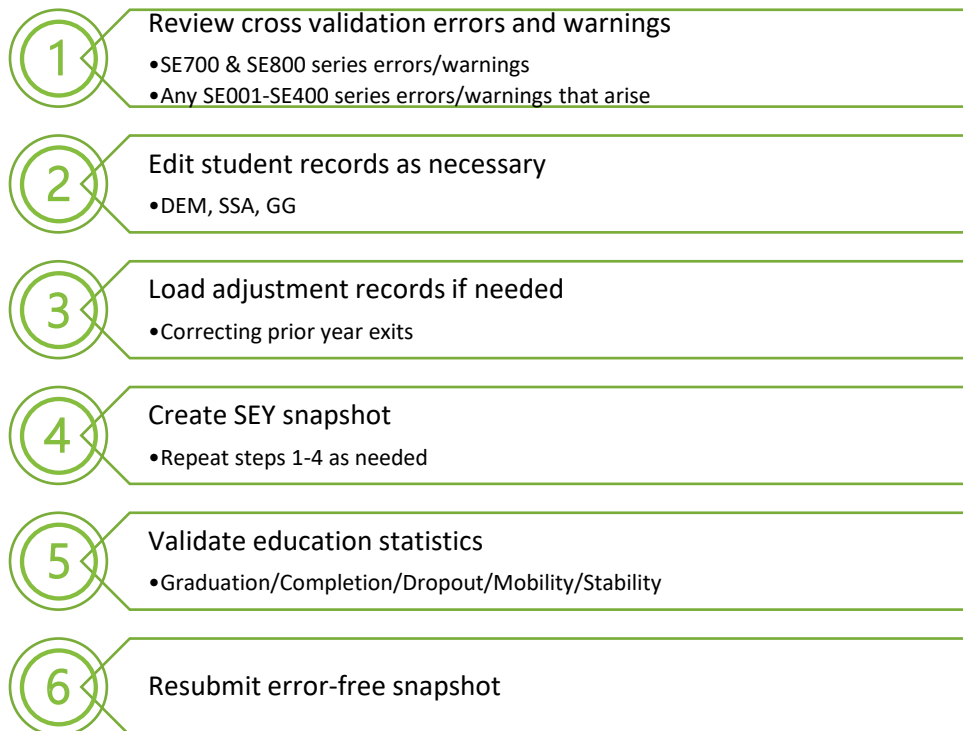 1
Review cross validation errors and warnings
•SE700 & SE800 series errors/warnings
•Any SE001-SE400 series errors/warnings that arise
2
Edit student records as necessary
•DEM, SSA, GG
3
Load adjustment records if needed
•Correcting prior year exits
4
Create SEY snapshot
•Repeat steps 1-4 as needed
5
Validate education statistics
•Graduation/Completion/Dropout/Mobility/Stability
6
Resubmit error-free snapshot